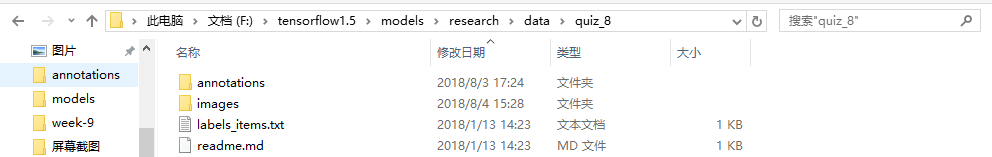 此电脑 > 文档 (F:) > tensorflow1.5 > models > research > data > quiz_8
搜索"quiz_8"
图片
annotations
models
week-9
屏幕截图
名称 修改日期 类型 大小
annotations 2018/8/3 17:24 文件夹
images 2018/8/4 15:28 文件夹
labels_items.txt 2018/1/13 14:23 文本文档 1 KB
readme.md 2018/1/13 14:23 MD 文件 1 KB